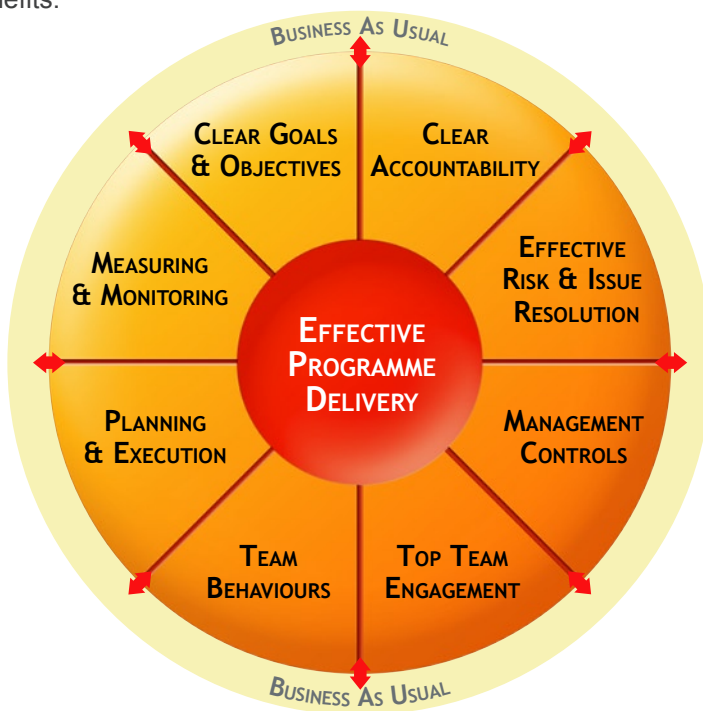 BUSINESS AS USUAL
CLEAR GOALS
& OBJECTIVES
CLEAR
ACCOUNTABILITY
EFFECTIVE
RISK & ISSUE
RESOLUTION
MANAGEMENT
CONTROLS
TOP TEAM
ENGAGEMENT
TEAM
BEHAVIOURS
PLANNING
& EXECUTION
MEASURING
& MONITORING
EFFECTIVE
PROGRAMME
DELIVERY
BUSINESS AS USUAL